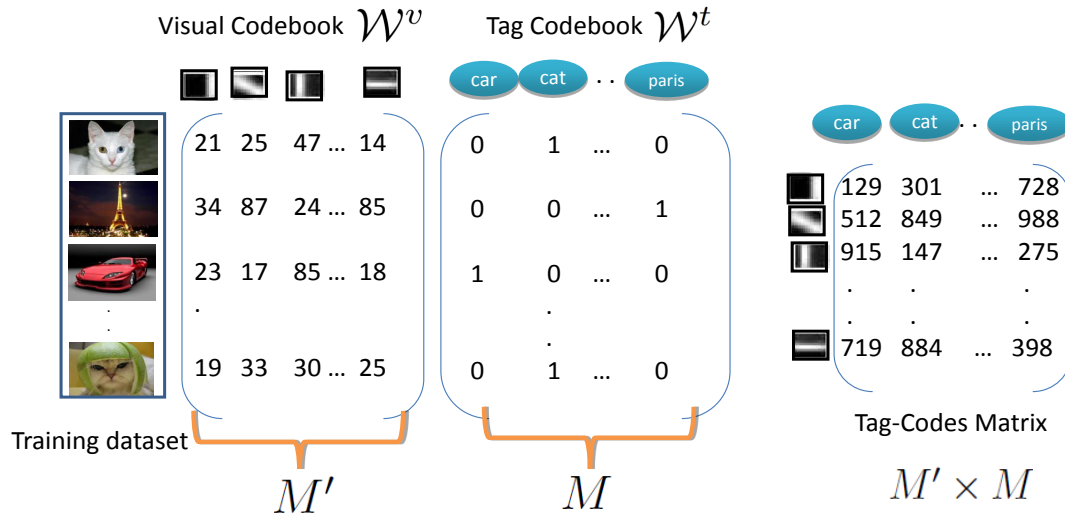 Visual Codebook 𝒲ᵛ
Tag Codebook 𝒲ᵗ
car cat . . paris
21 25 47 ... 14
0 1 ... 0
34 87 24 ... 85
0 0 ... 1
23 17 85 ... 18
1 0 ... 0
.
.
.
.
.
19 33 30 ... 25
0 1 ... 0
Training dataset
M′
M
car cat . . paris
129 301 ... 728
512 849 ... 988
915 147 ... 275
. . .
. . .
719 884 ... 398
Tag-Codes Matrix
M′ × M